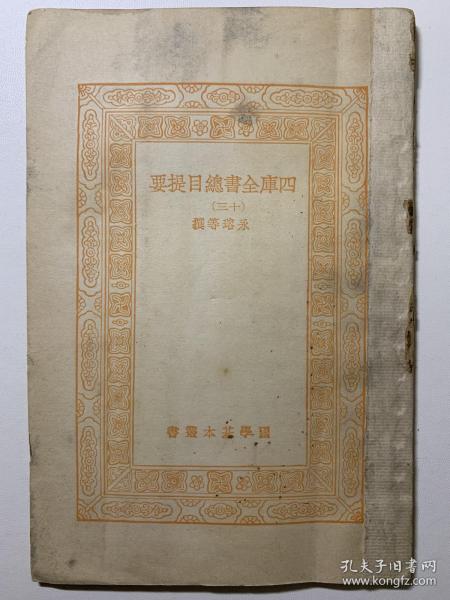 四庫全書總目提要
(十三)
永瑢等撰
國學基本叢書
孔夫子旧书网
www.kongfz.com